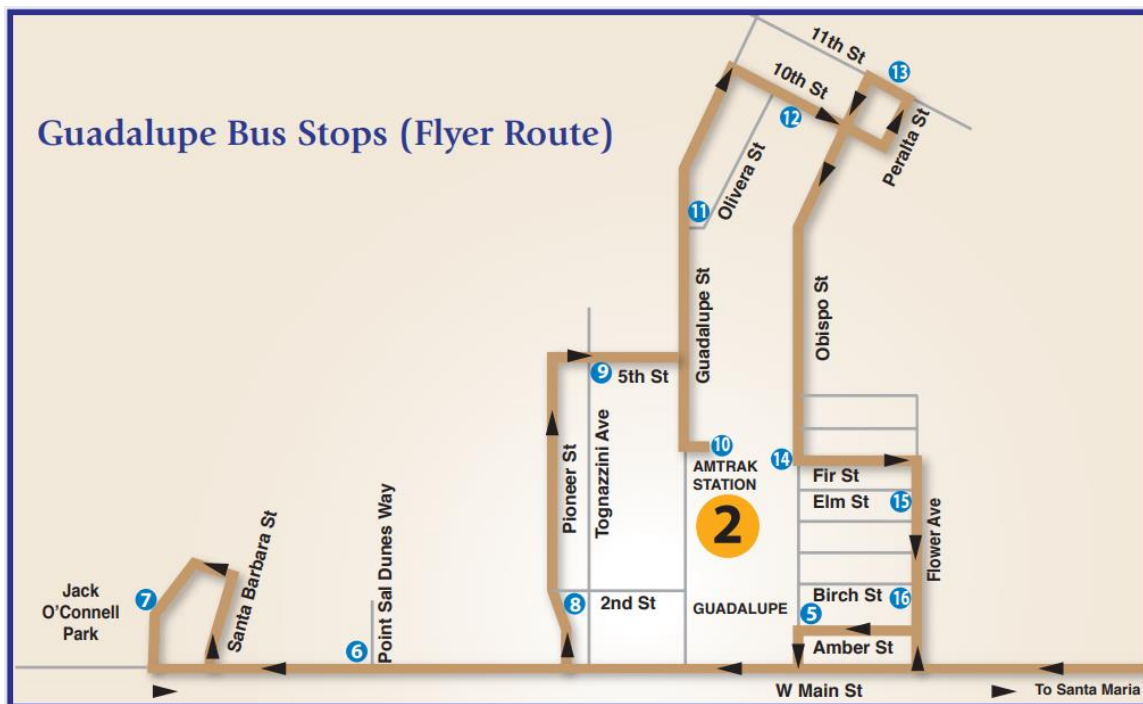 Guadalupe Bus Stops (Flyer Route)
11th St
13
10th St
12
Peralta St
Olivera St
11
Guadalupe St
Obispo St
9
5th St
10
14
AMTRAK
STATION
2
Fir St
Elm St
15
Flower Ave
Pioneer St
Tognazzini Ave
Point Sal Dunes Way
Santa Barbara St
Jack
O'Connell
Park
7
8
2nd St
GUADALUPE
Birch St
16
5
Amber St
6
W Main St
To Santa Maria